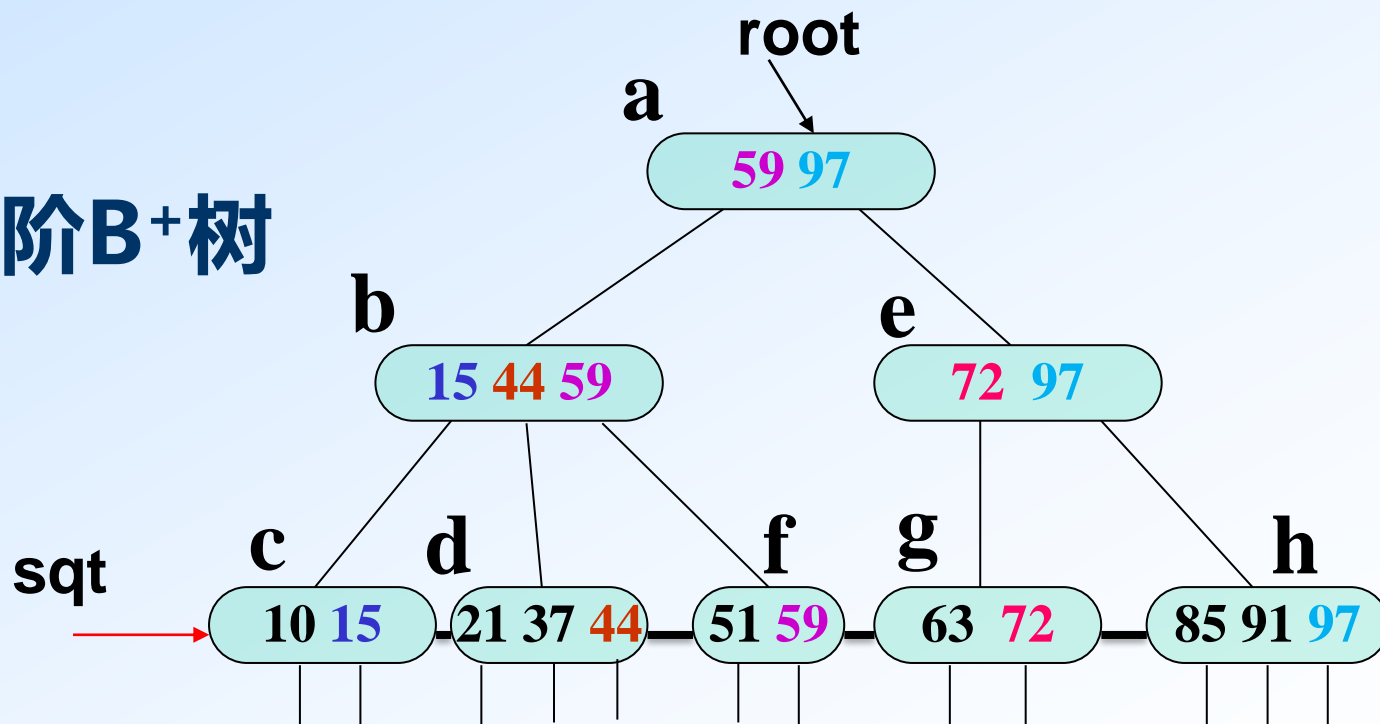 root
a
59 97
阶B⁺树
b
e
15 44 59
72 97
c
d
f
g
h
sqt
10 15
21 37 44
51 59
63 72
85 91 97